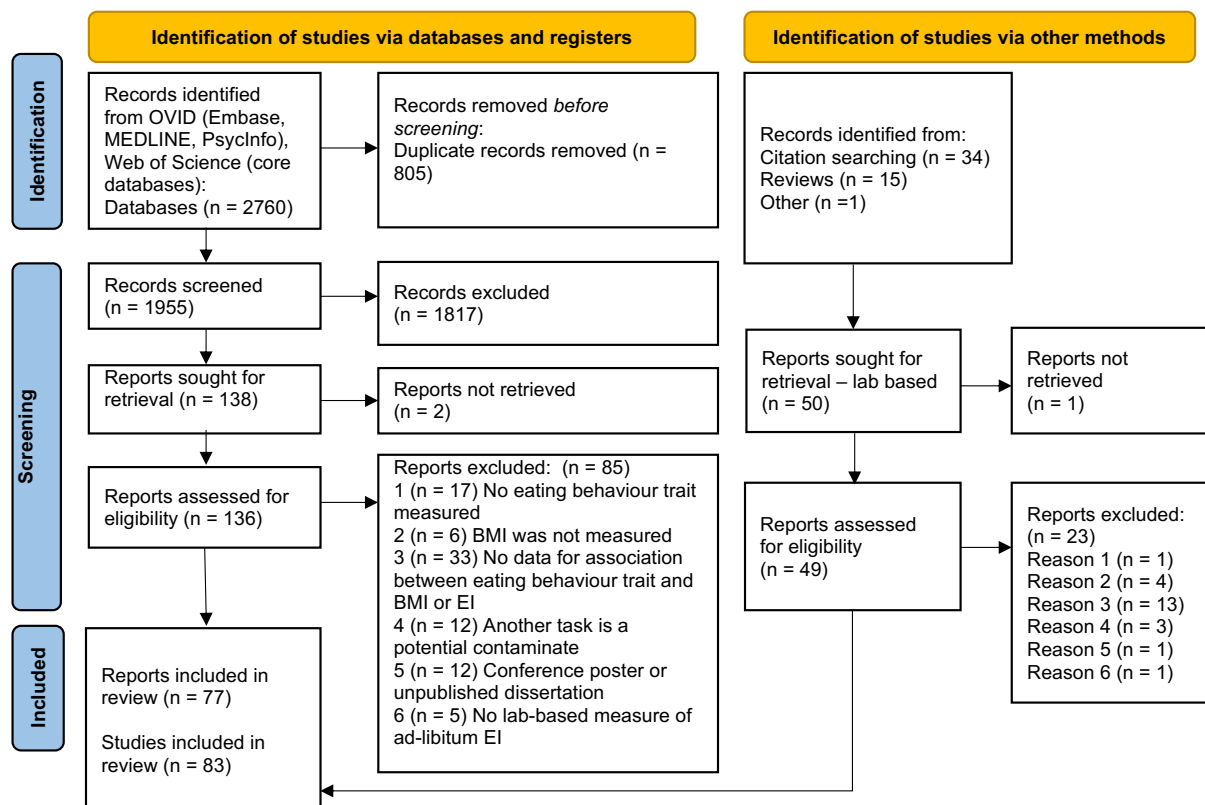 Identification of studies via databases and registers
Identification of studies via other methods
Identification
Records identified
from OVID (Embase,
MEDLINE, PsycInfo),
Web of Science (core
databases):
Databases (n = 2760)
Records removed before
screening:
Duplicate records removed (n =
805)
Records identified from:
Citation searching (n = 34)
Reviews (n = 15)
Other (n =1)
Screening
Records screened
(n = 1955)
Records excluded
(n = 1817)
Reports sought for
retrieval (n = 138)
Reports not retrieved
(n = 2)
Reports sought for
retrieval – lab based
(n = 50)
Reports not
retrieved
(n = 1)
Reports assessed for
eligibility (n = 136)
Reports excluded: (n = 85)
1 (n = 17) No eating behaviour trait
measured
2 (n = 6) BMI was not measured
3 (n = 33) No data for association
between eating behaviour trait and
BMI or EI
4 (n = 12) Another task is a
potential contaminate
5 (n = 12) Conference poster or
unpublished dissertation
6 (n = 5) No lab-based measure of
ad-libitum EI
Reports assessed
for eligibility
(n = 49)
Reports excluded:
(n = 23)
Reason 1 (n = 1)
Reason 2 (n = 4)
Reason 3 (n = 13)
Reason 4 (n = 3)
Reason 5 (n = 1)
Reason 6 (n = 1)
Included
Reports included in
review (n = 77)
Studies included in
review (n = 83)